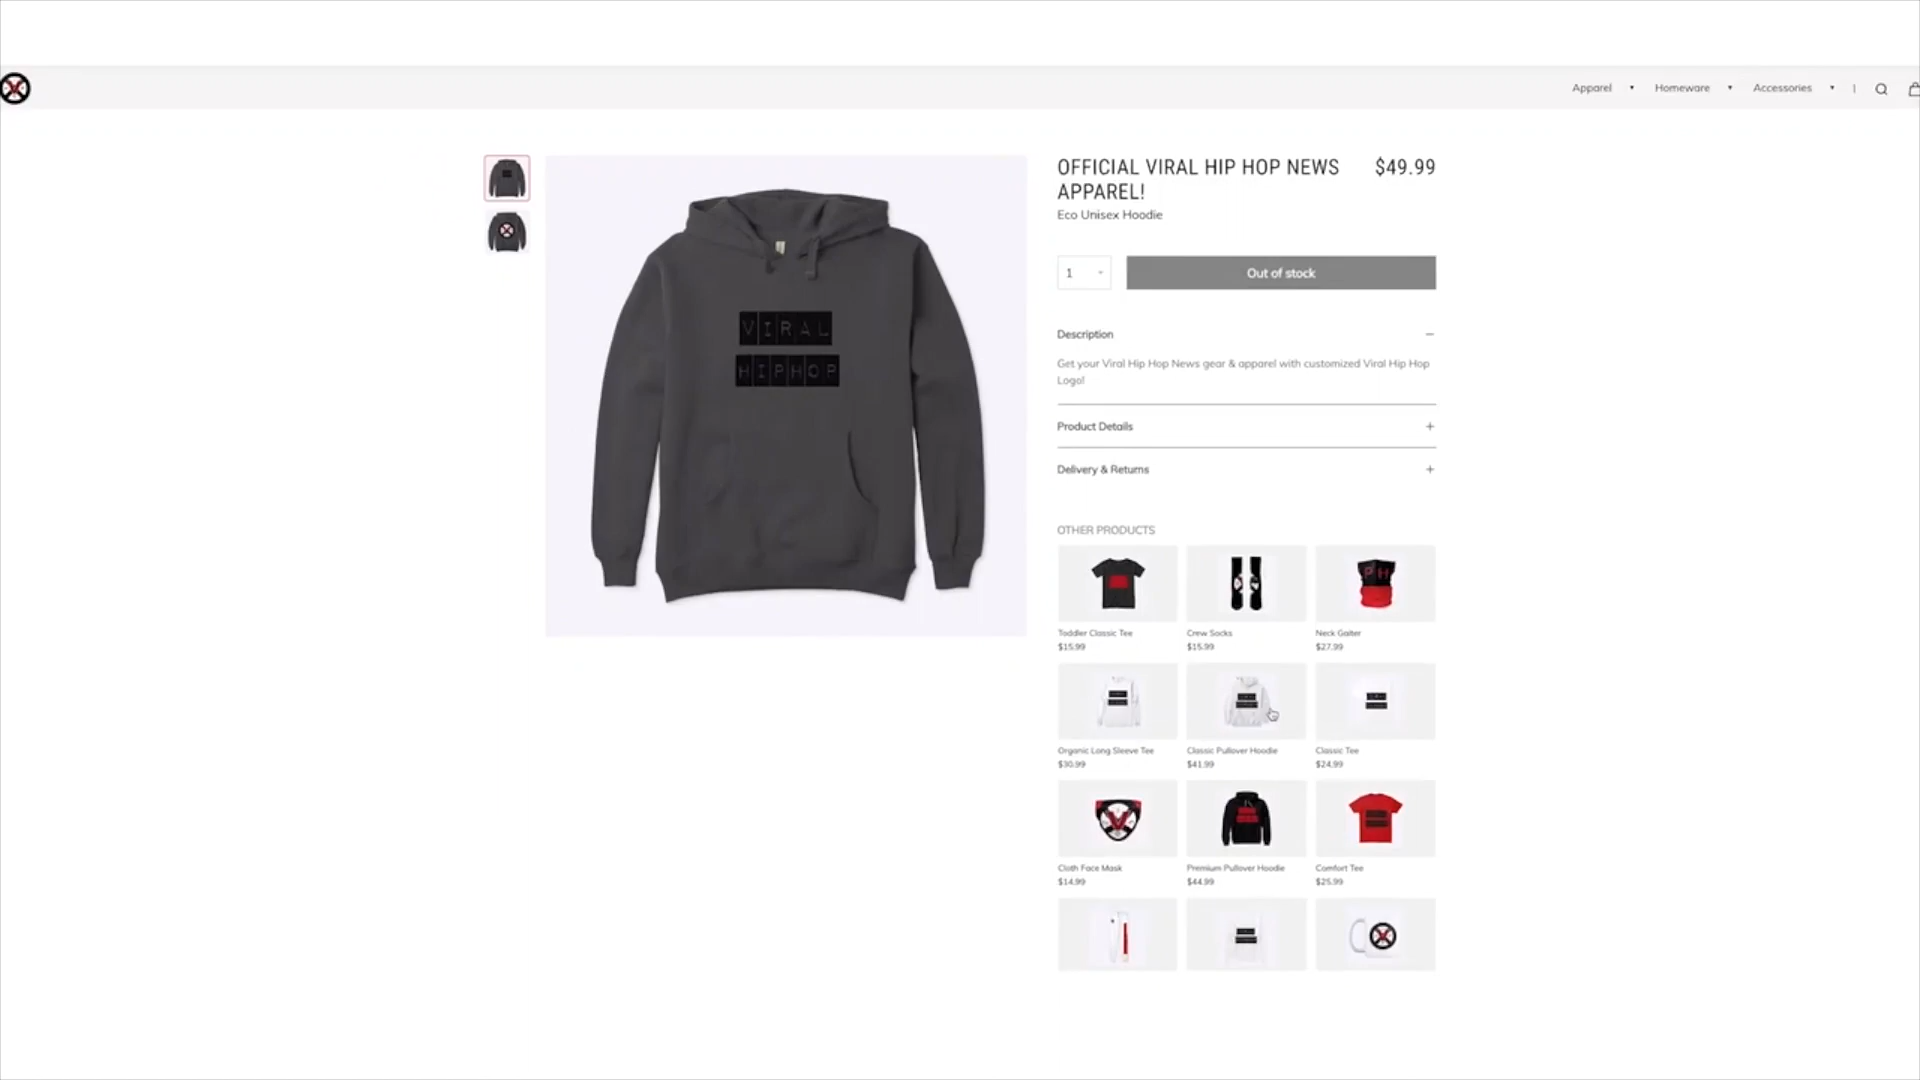 Apparel
Homeware
Accessories
OFFICIAL VIRAL HIP HOP NEWS
APPAREL!
$49.99
Eco Unisex Hoodie
1
Out of stock
VIRAL
HIPHOP
Description
Get your Viral Hip Hop News gear & apparel with customized Viral Hip Hop
Logo!
Product Details
Delivery & Returns
OTHER PRODUCTS
Toddler Classic Tee
$15.99
Crew Socks
$15.99
Neck Gaiter
$27.99
Organic Long Sleeve Tee
$30.99
Classic Pullover Hoodie
$41.99
Classic Tee
$24.99
Cloth Face Mask
$14.99
Premium Pullover Hoodie
$44.99
Comfort Tee
$25.99